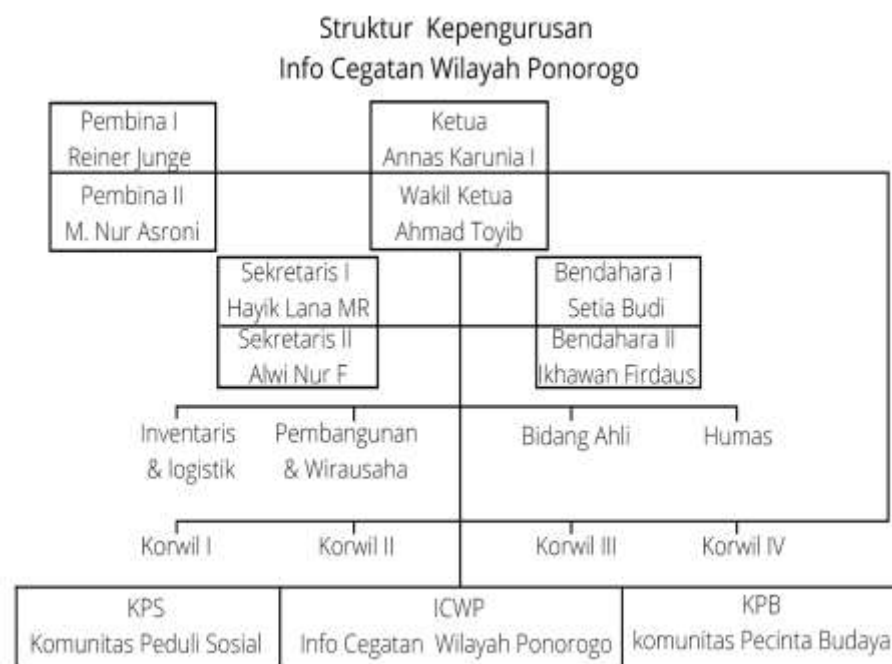 Struktur Kepengurusan
Info Cegatan Wilayah Ponorogo
Pembina I
Reiner Junge
Pembina II
M. Nur Asroni
Ketua
Annas Karunia I
Wakil Ketua
Ahmad Toyib
Sekretaris I
Hayik Lana MR
Sekretaris II
Alwi Nur F
Bendahara I
Setia Budi
Bendahara II
Ikhawan Firdaus
Inventaris
& logistik
Pembangunan
& Wirausaha
Bidang Ahli
Humas
Korwil I
Korwil II
Korwil III
Korwil IV
KPS
Komunitas Peduli Sosial
ICWP
Info Cegatan Wilayah Ponorogo
KPB
komunitas Pecinta Budaya